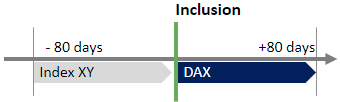 Inclusion
- 80 days
+80 days
Index XY
DAX